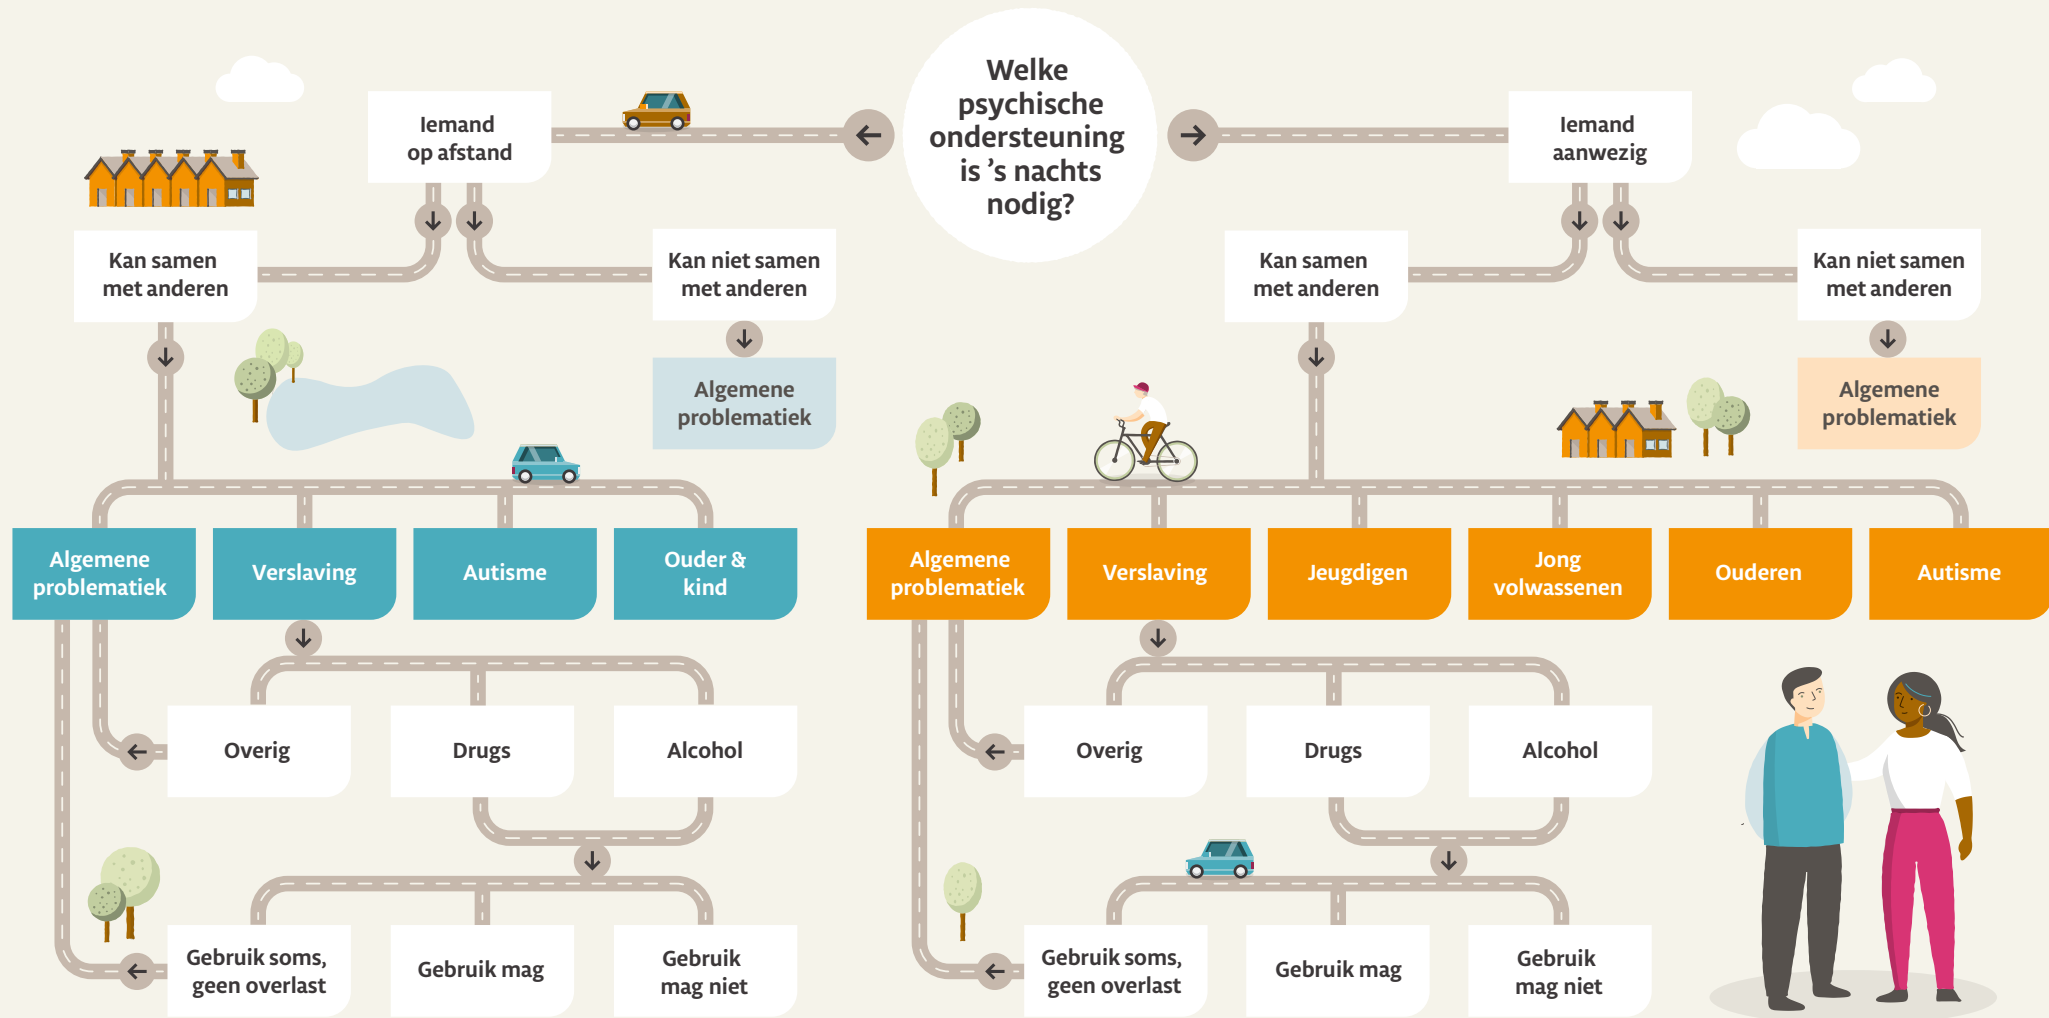 Welke
psychische
ondersteuning
is ’s nachts
nodig?
Iemand
op afstand
Iemand
aanwezig
Kan samen
met anderen
Kan niet samen
met anderen
Kan samen
met anderen
Kan niet samen
met anderen
Algemene
problematiek
Algemene
problematiek
Algemene
problematiek
Verslaving
Autisme
Ouder &
kind
Algemene
problematiek
Verslaving
Jeugdigen
Jong
volwassenen
Ouderen
Autisme
Overig
Drugs
Alcohol
Overig
Drugs
Alcohol
Gebruik soms,
geen overlast
Gebruik mag
Gebruik
mag niet
Gebruik soms,
geen overlast
Gebruik mag
Gebruik
mag niet